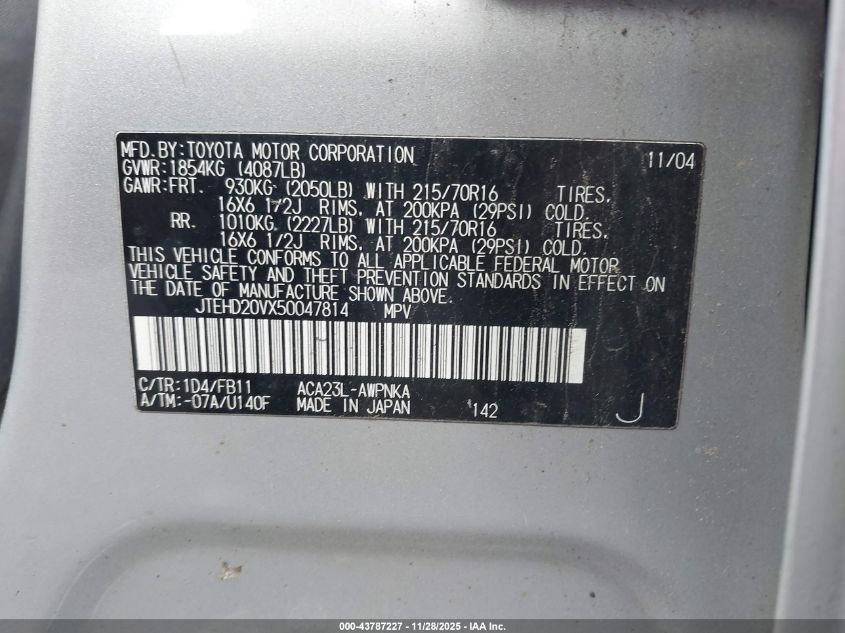 MFD.BY:TOYOTA MOTOR CORPORATION 11/04
GVWR:1854KG (4087LB)
GAWR:FRT. 930KG (2050LB) WITH 215/70R16 TIRES,
16X6 1/2J RIMS, AT 200KPA (29PSI) COLD.
RR. 1010KG (2227LB) WITH 215/70R16 TIRES,
16X6 1/2J RIMS, AT 200KPA (29PSI) COLD.
THIS VEHICLE CONFORMS TO ALL APPLICABLE FEDERAL MOTOR
VEHICLE SAFETY AND THEFT PREVENTION STANDARDS IN EFFECT ON
THE DATE OF MANUFACTURE SHOWN ABOVE.
JTEHD20VX50047814 MPV
C/TR:1D4/FB11 ACA23L-AWPNKA
A/TM:-07A/U140F MADE IN JAPAN 142 J
000-43787227 - 11/28/2025 - IAA Inc.